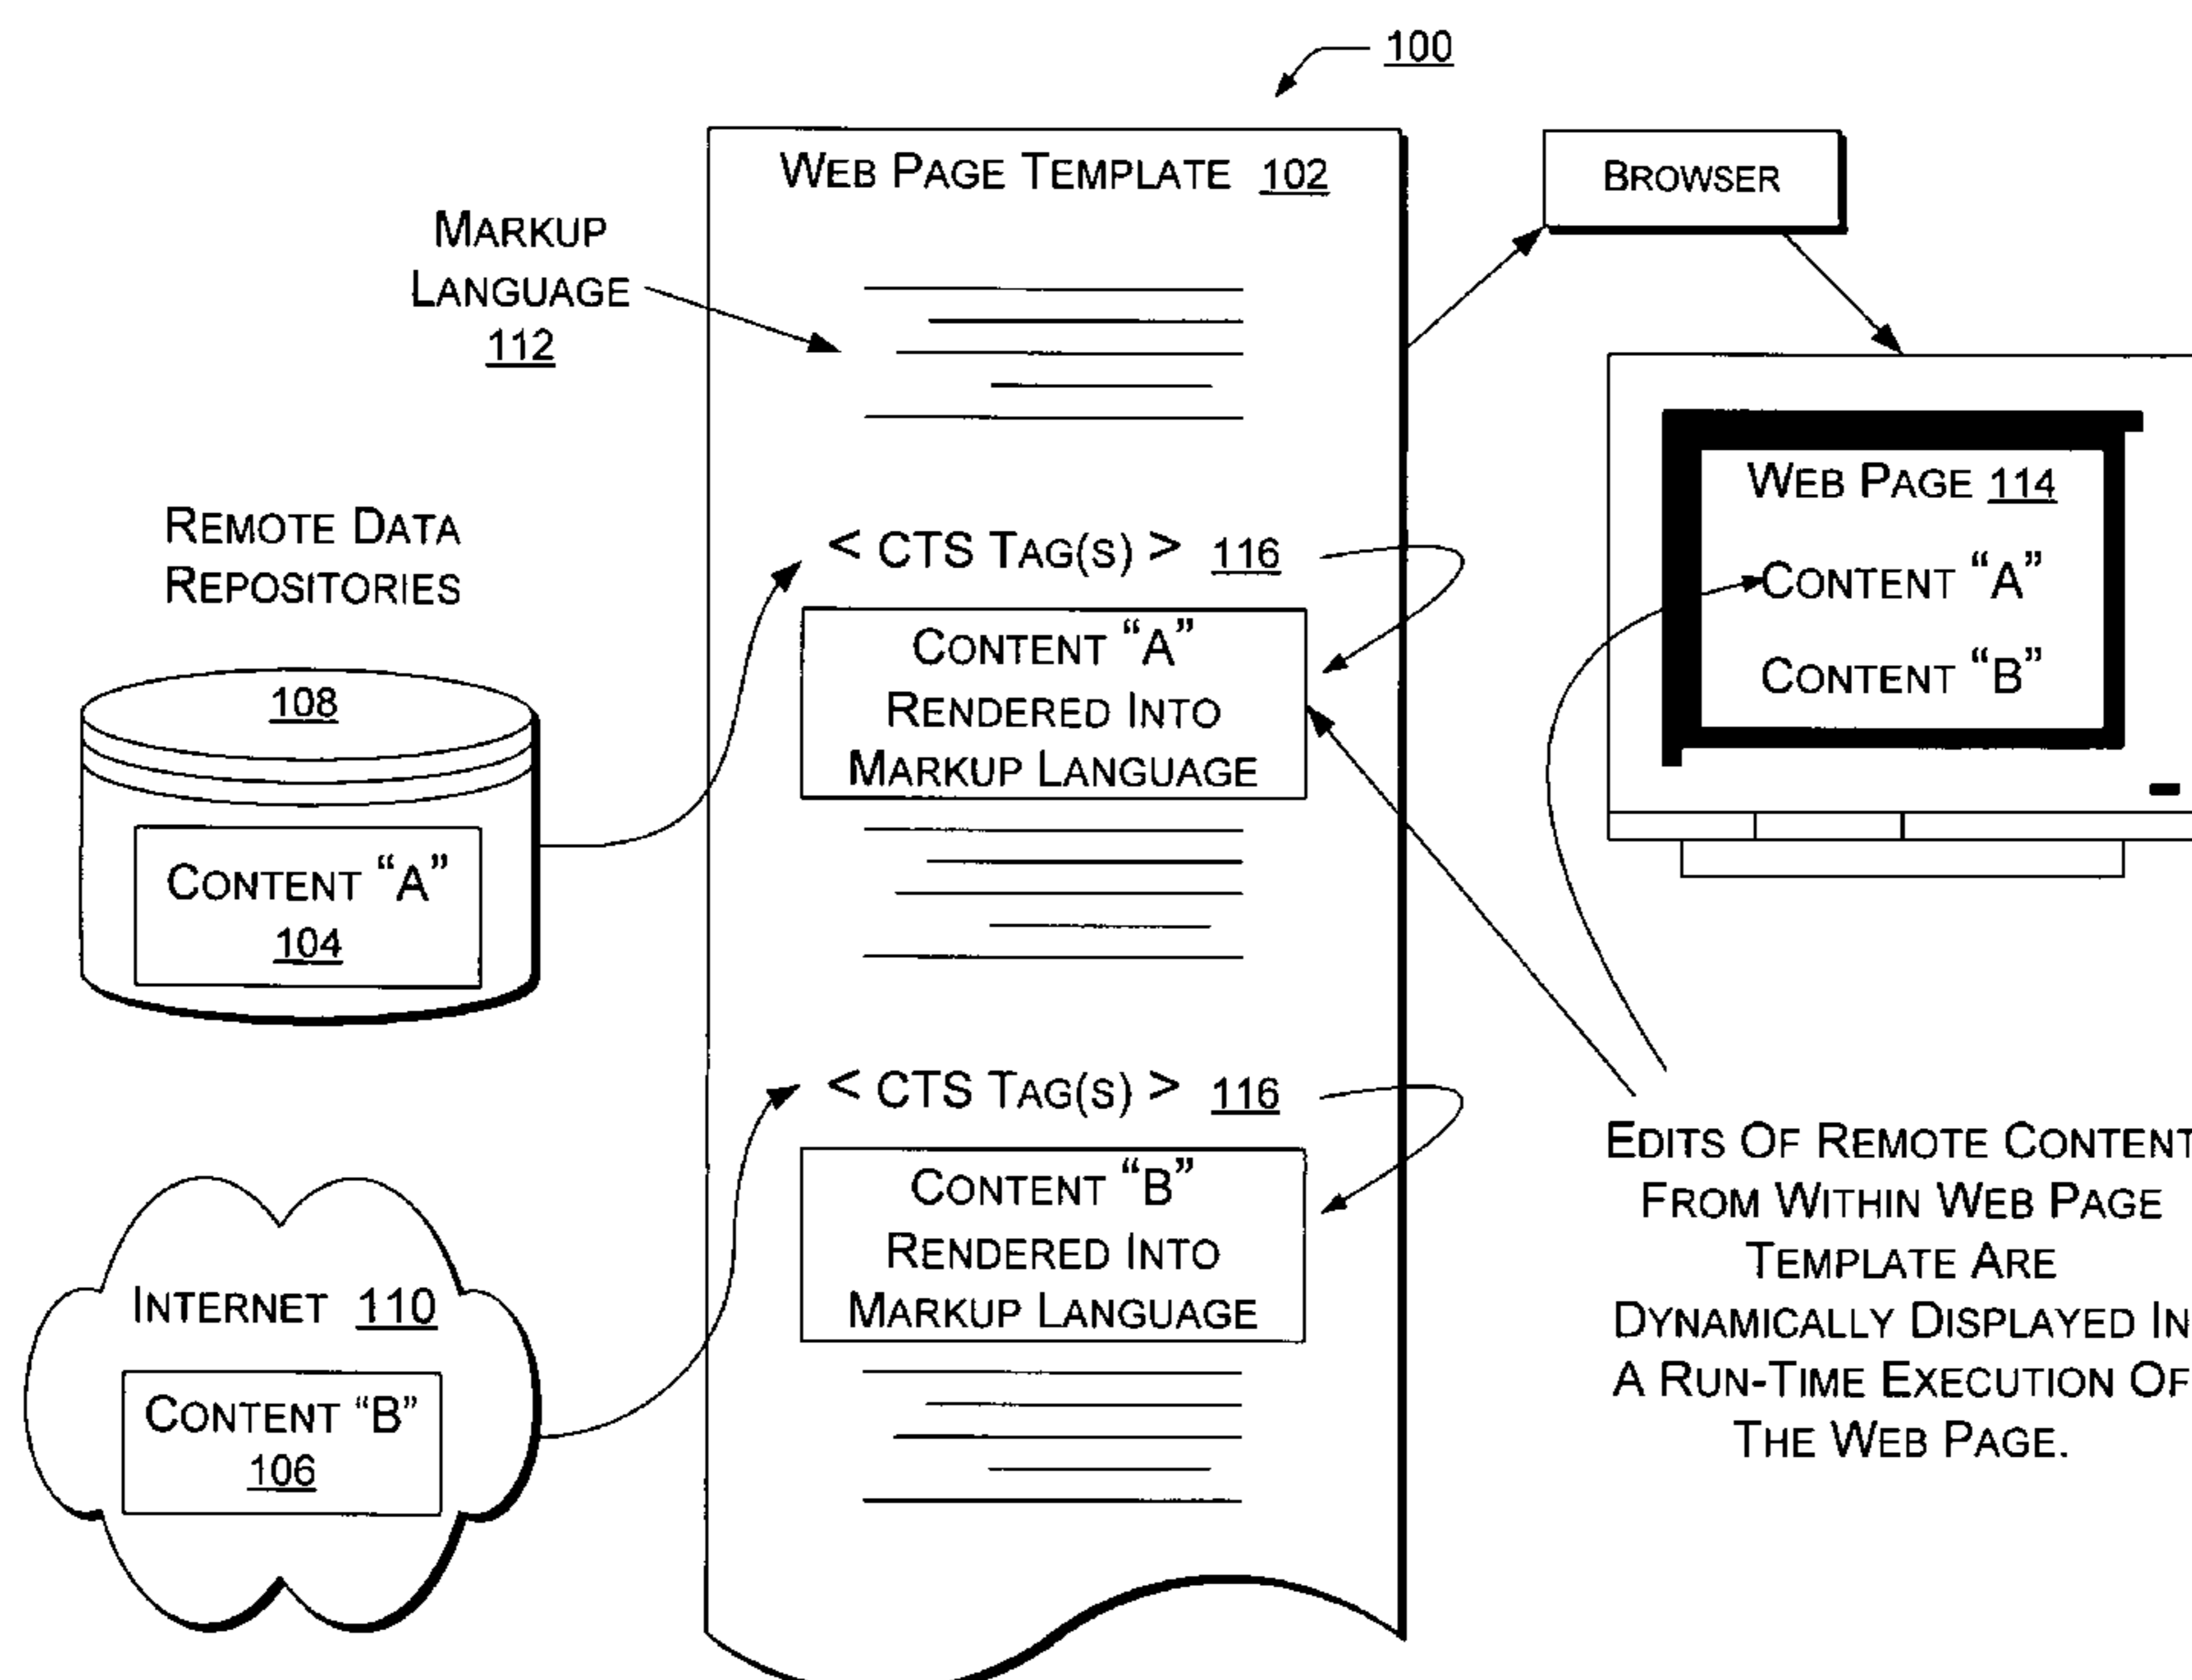 100
WEB PAGE TEMPLATE 102
BROWSER
MARKUP
LANGUAGE
112
WEB PAGE 114
CONTENT “A”
CONTENT “B”
REMOTE DATA
REPOSITORIES
< CTS TAG(S) > 116
CONTENT “A”
RENDERED INTO
MARKUP LANGUAGE
108
CONTENT “A”
104
< CTS TAG(S) > 116
CONTENT “B”
RENDERED INTO
MARKUP LANGUAGE
INTERNET 110
CONTENT “B”
106
EDITS OF REMOTE CONTENT
FROM WITHIN WEB PAGE
TEMPLATE ARE
DYNAMICALLY DISPLAYED IN
A RUN-TIME EXECUTION OF
THE WEB PAGE.